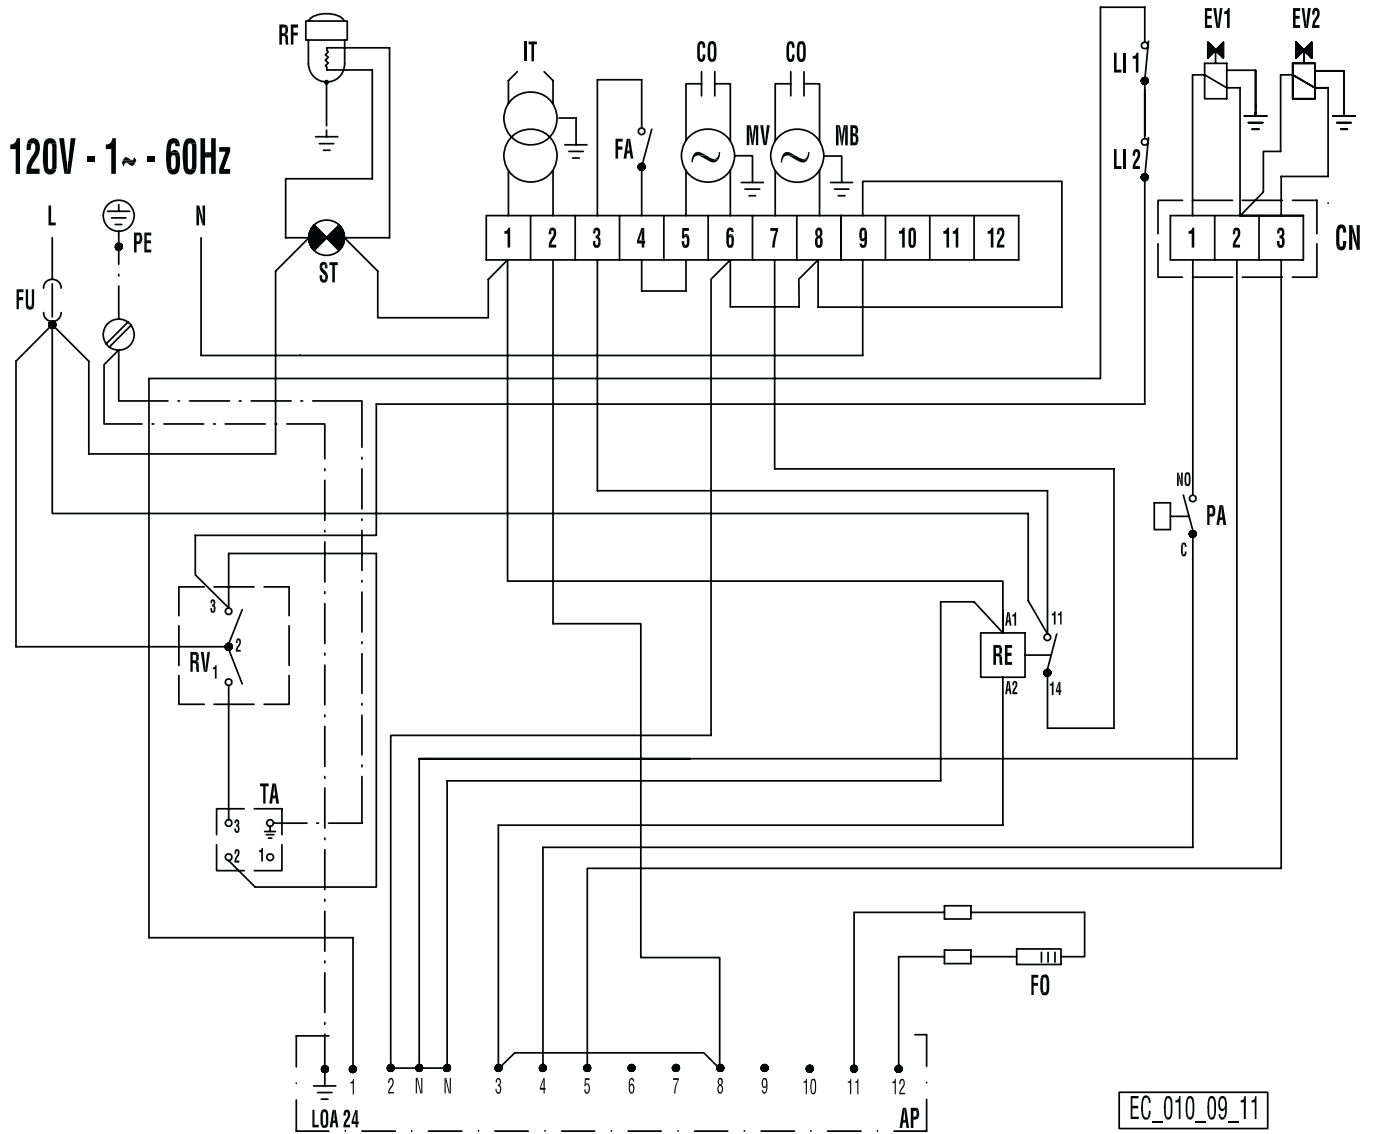 RF
IT
CO
CO
EV1
EV2
LI 1
FA
MV
MB
LI 2
120V - 1~ - 60Hz
L
PE
N
ST
1 2 3 4 5 6 7 8 9 10 11 12
1 2 3
CN
FU
NO
PA
C
3
2
RV 1
A1
11
RE
A2
14
TA
3
2 1
FO
1 2 N N 3 4 5 6 7 8 9 10 11 12
LOA 24
AP
EC_010_09_11